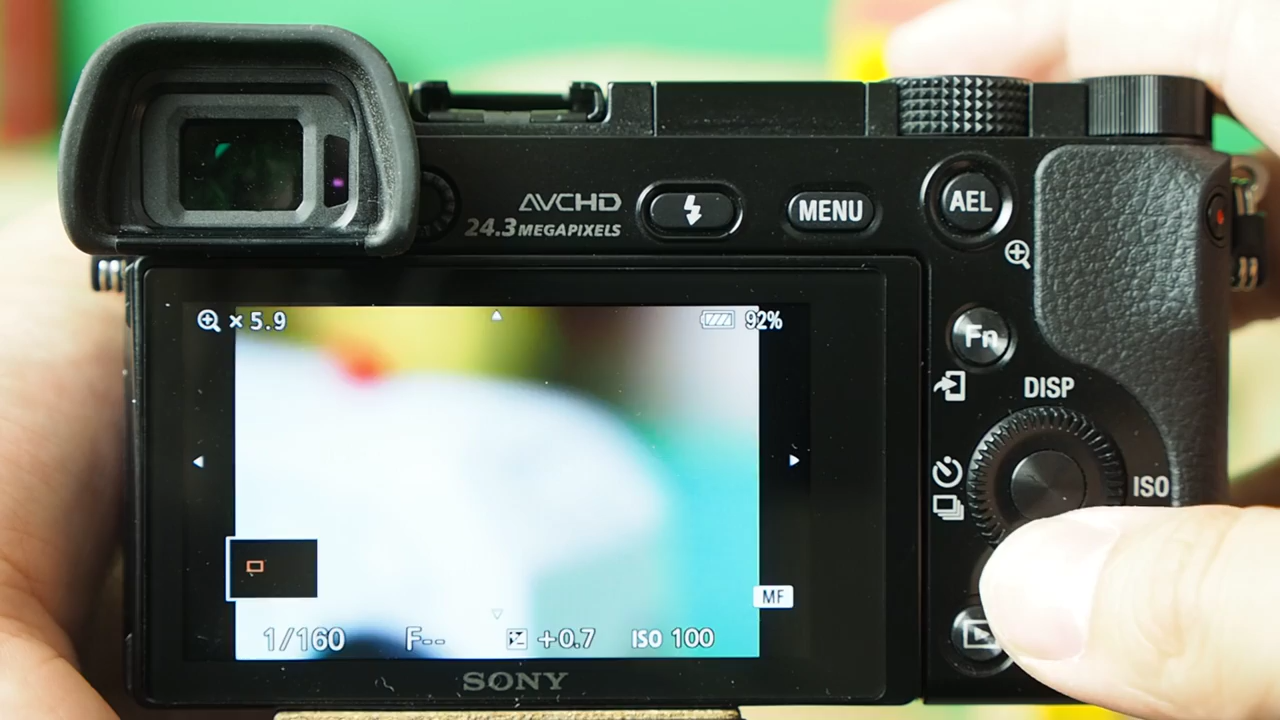 AVCHD
24.3 MEGAPIXELS
MENU
AEL
Fn
DISP
ISO
× 5.9
92%
MF
1/160 F-- +0.7 ISO 100
SONY